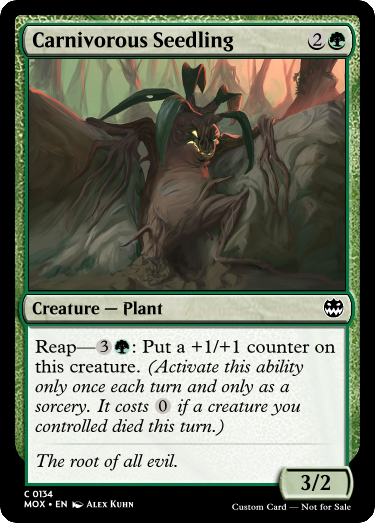 Carnivorous Seedling 2
Creature — Plant
Reap—3: Put a +1/+1 counter on
this creature. (Activate this ability
only once each turn and only as a
sorcery. It costs 0 if a creature you
controlled died this turn.)
The root of all evil.
3/2
C 0134
MOX • EN Alex Kuhn
Custom Card — Not for Sale